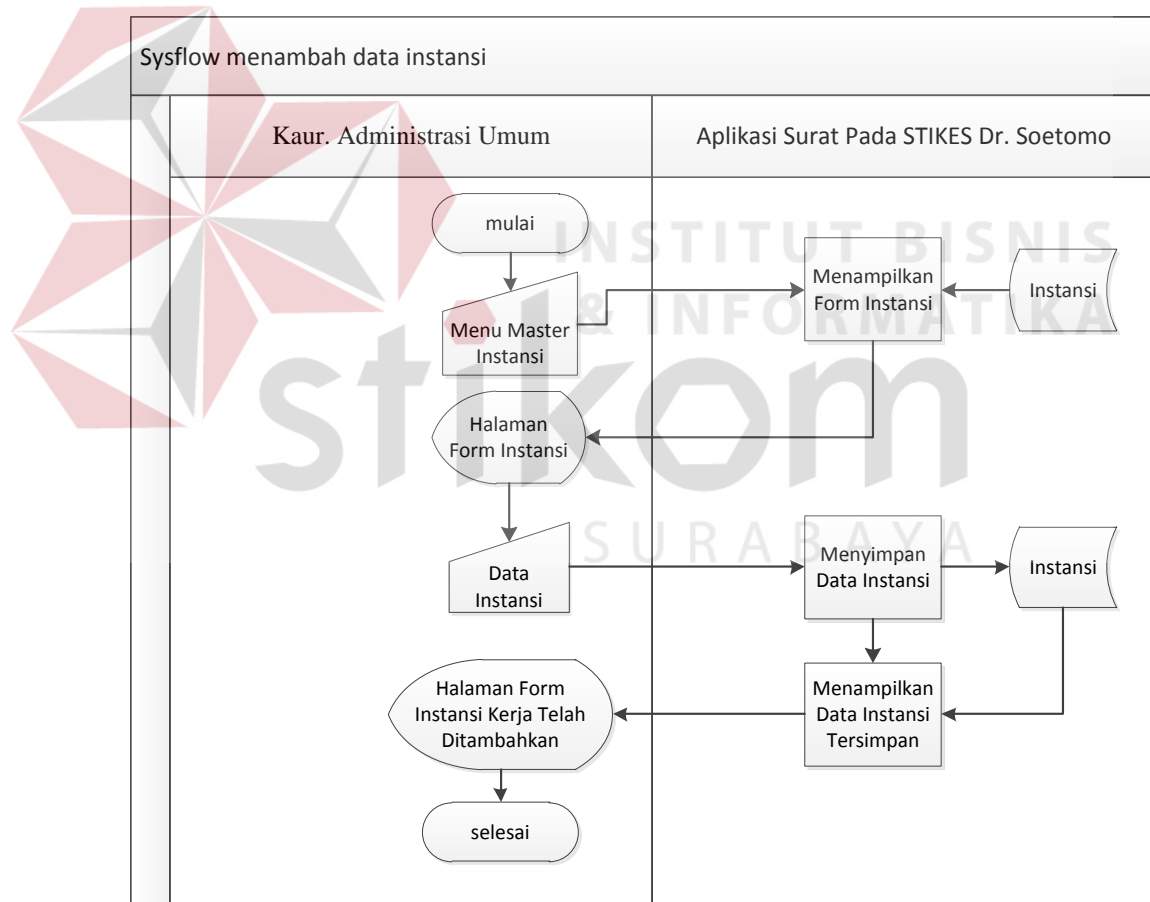 Sysflow menambah data instansi
Kaur. Administrasi Umum
Aplikasi Surat Pada STIKES Dr. Soetomo
mulai
INSTITUT BISNIS
& INFORMATIKA
stikom
SURABAYA
Menu Master
Instansi
Menampilkan
Form Instansi
Instansi
Halaman
Form Instansi
Data
Instansi
Menyimpan
Data Instansi
Instansi
Menampilkan
Data Instansi
Tersimpan
Halaman Form
Instansi Kerja Telah
Ditambahkan
selesai